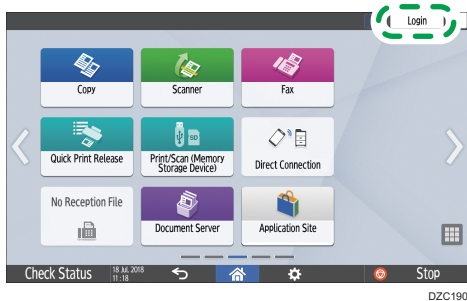 Login
Copy
Scanner
Fax
SD
Quick Print Release
Print/Scan (Memory
Storage Device)
Direct Connection
No Reception File
Document Server
Application Site
Check Status
18 Jul. 2018
11:18
Stop
DZC190